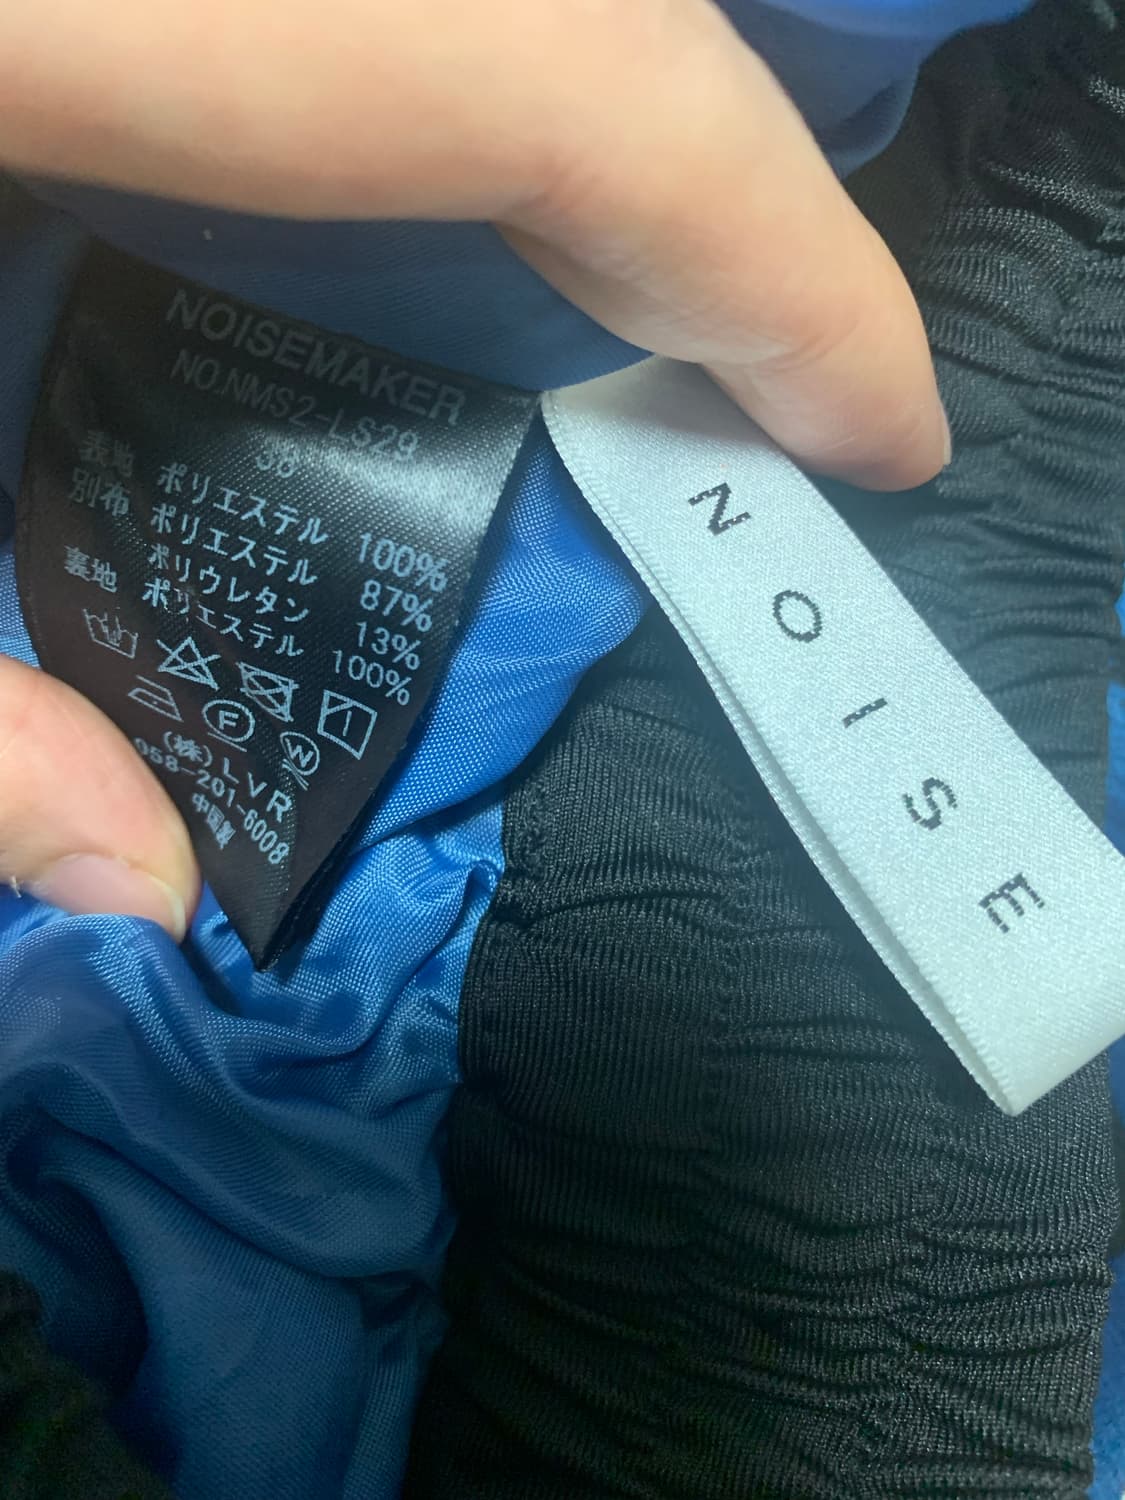 NOISEMAKER
NO.NMS2-LS29
38
表地 ポリエステル 100%
別布 ポリエステル 87%
ポリウレタン 13%
裏地 ポリエステル 100%
F
W
(株)LVR
058-201-6008
中国製
NOISE